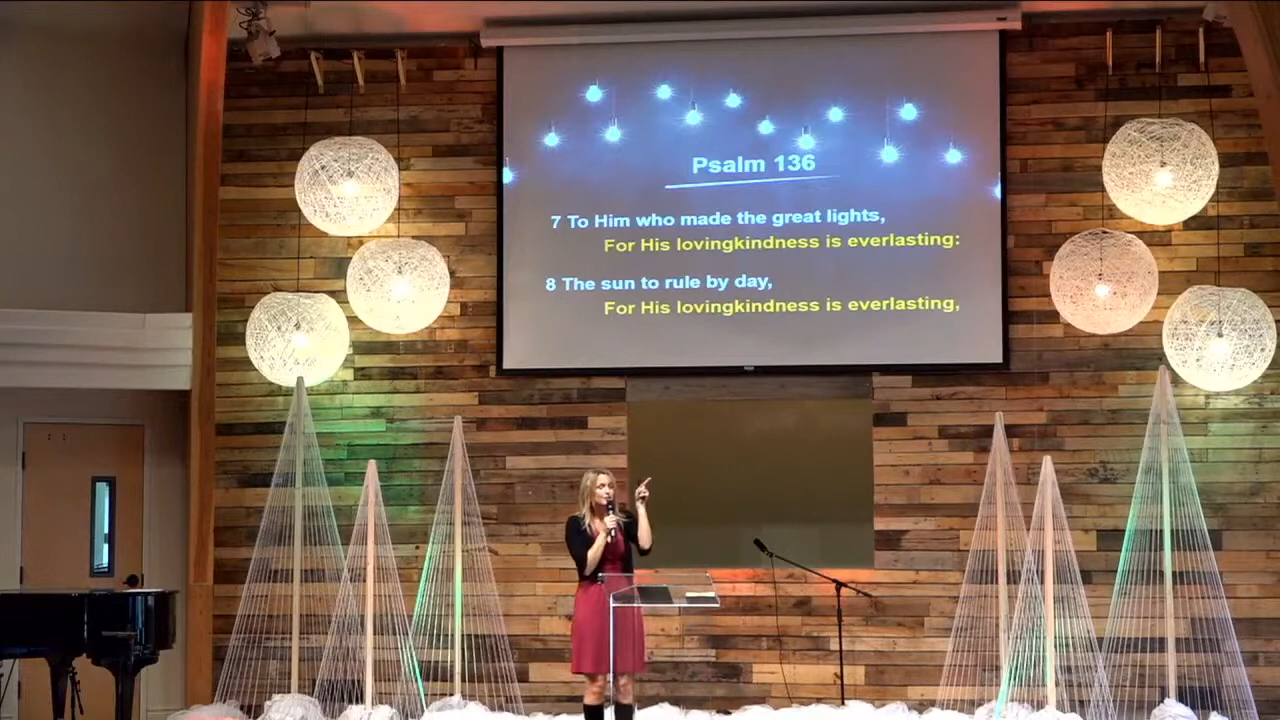 Psalm 136
7 To Him who made the great lights,
For His lovingkindness is everlasting:
8 The sun to rule by day,
For His lovingkindness is everlasting,